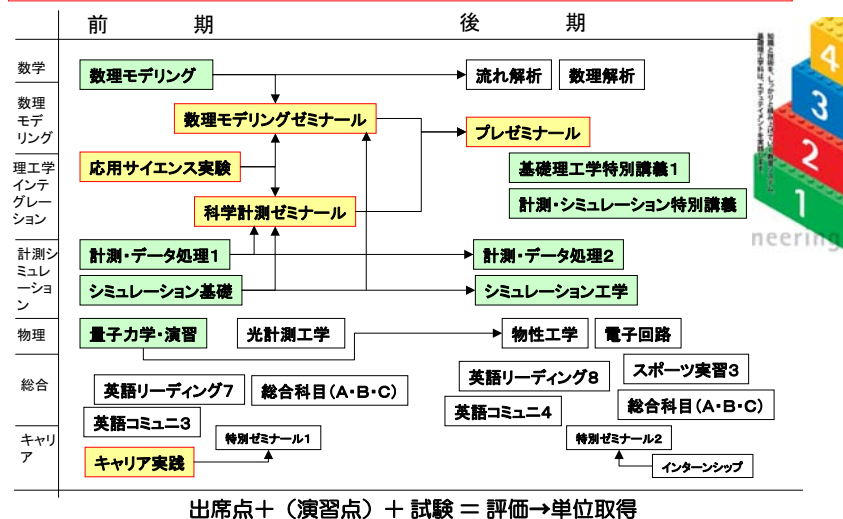 前 期
後 期
数学
数理モデリング
流れ解析
数理解析
数理
モデ
リング
数理モデリングゼミナール
プレゼミナール
理工学
インテ
グレー
ション
応用サイエンス実験
基礎理工学特別講義1
科学計測ゼミナール
計測・シミュレーション特別講義
計測シ
ミュレ
ーショ
ン
計測・データ処理1
計測・データ処理2
シミュレーション基礎
シミュレーション工学
物理
量子力学・演習
光計測工学
物性工学
電子回路
総合
英語リーディング7
総合科目(A・B・C)
英語リーディング8
スポーツ実習3
英語コミュニ3
英語コミュニ4
総合科目(A・B・C)
キャリ
ア
特別ゼミナール1
特別ゼミナール2
キャリア実践
インターンシップ
出席点+(演習点)+試験=評価→単位取得
4
3
2
1
neering